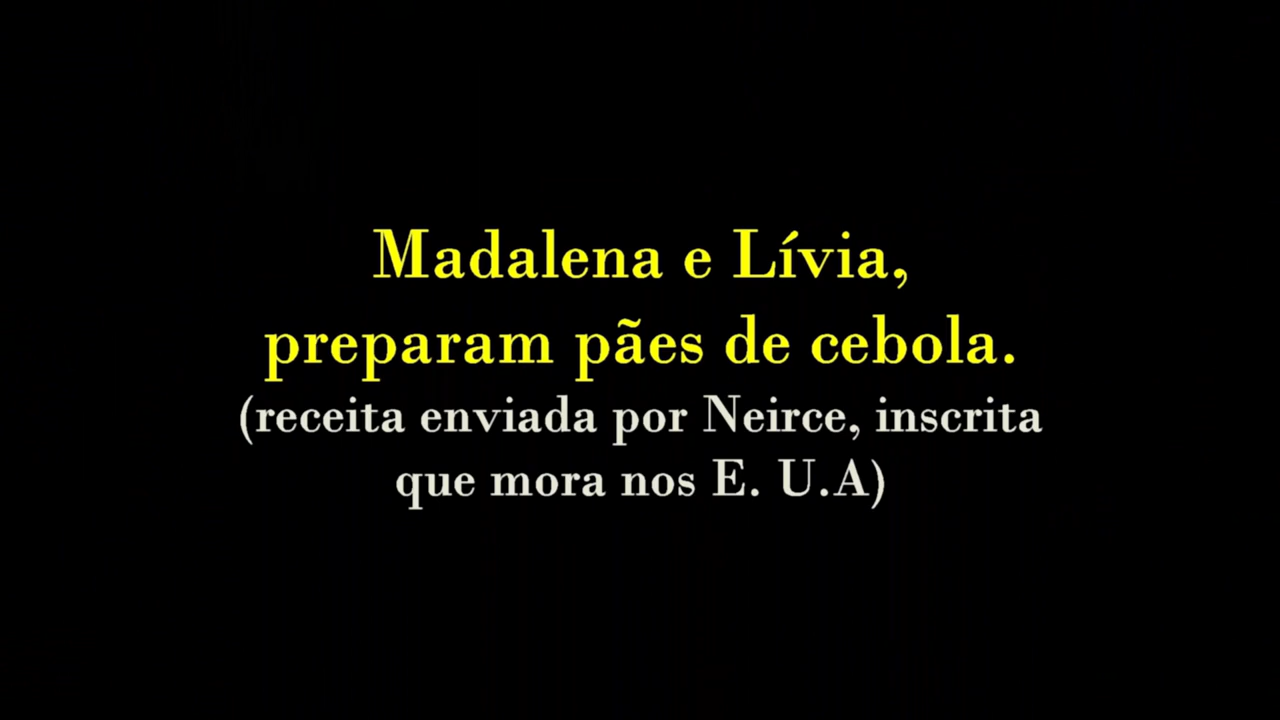 Madalena e Lívia,
preparam pães de cebola.
(receita enviada por Neirce, inscrita
que mora nos E. U.A)